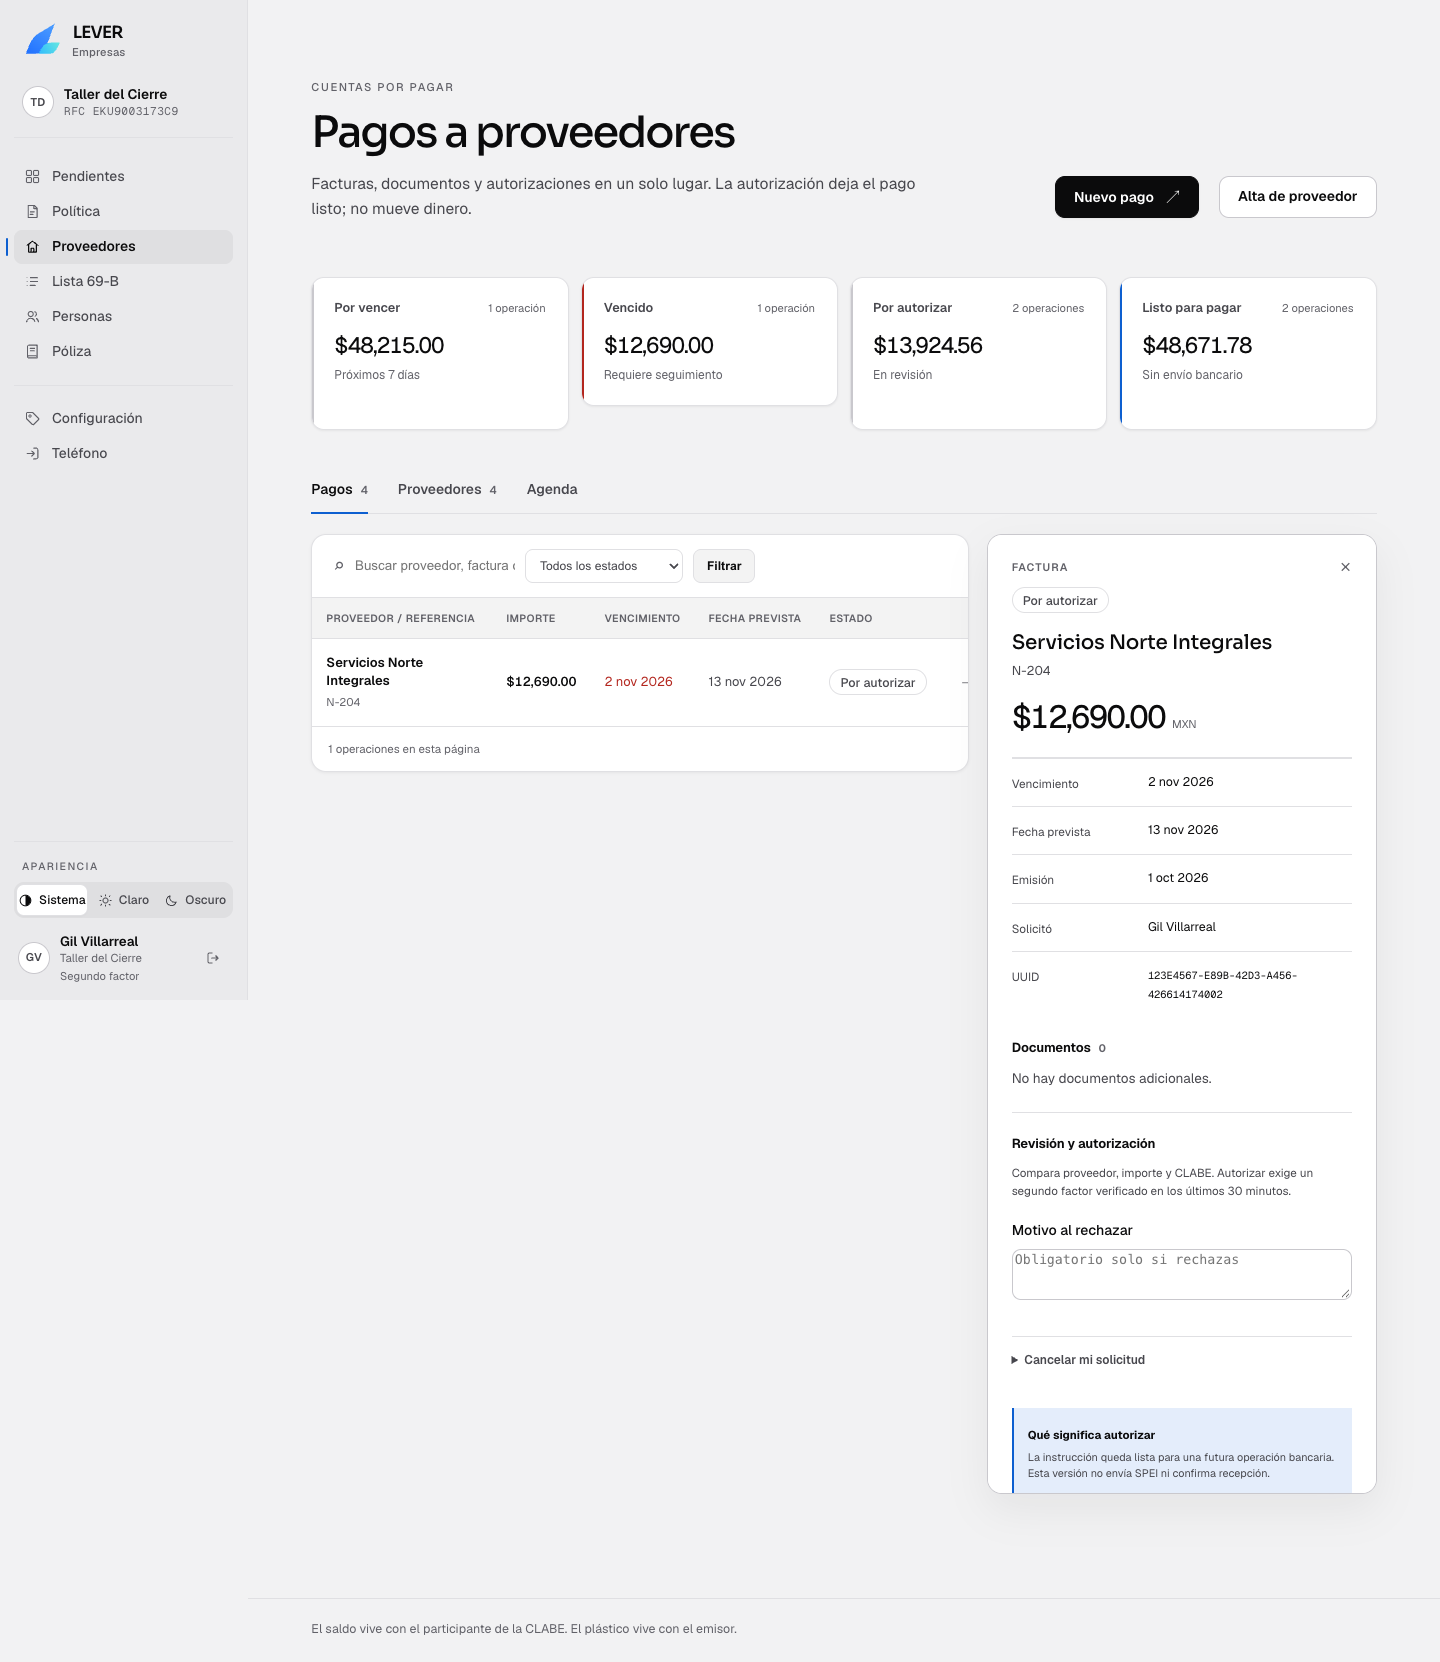 LEVER
Empresas
TD
Taller del Cierre
RFC EKU9003173C9
Pendientes
Política
Proveedores
Lista 69-B
Personas
Póliza
Configuración
Teléfono
APARIENCIA
Sistema
Claro
Oscuro
GV
Gil Villarreal
Taller del Cierre
Segundo factor
CUENTAS POR PAGAR
Pagos a proveedores
Facturas, documentos y autorizaciones en un solo lugar. La autorización deja el pago
listo; no mueve dinero.
Nuevo pago
Alta de proveedor
Por vencer 1 operación
$48,215.00
Próximos 7 días
Vencido 1 operación
$12,690.00
Requiere seguimiento
Por autorizar 2 operaciones
$13,924.56
En revisión
Listo para pagar 2 operaciones
$48,671.78
Sin envío bancario
Pagos 4 Proveedores 4 Agenda
Buscar proveedor, factura Todos los estados Filtrar
PROVEEDOR / REFERENCIA IMPORTE VENCIMIENTO FECHA PREVISTA ESTADO
Servicios Norte
Integrales
N-204
$12,690.00 2 nov 2026 13 nov 2026 Por autorizar
1 operaciones en esta página
FACTURA
Por autorizar
Servicios Norte Integrales
N-204
$12,690.00 MXN
Vencimiento 2 nov 2026
Fecha prevista 13 nov 2026
Emisión 1 oct 2026
Solicitó Gil Villarreal
UUID 123E4567-E89B-42D3-A456-
426614174002
Documentos 0
No hay documentos adicionales.
Revisión y autorización
Compara proveedor, importe y CLABE. Autorizar exige un
segundo factor verificado en los últimos 30 minutos.
Motivo al rechazar
Obligatorio solo si rechazas
Cancelar mi solicitud
Qué significa autorizar
La instrucción queda lista para una futura operación bancaria.
Esta versión no envía SPEI ni confirma recepción.
El saldo vive con el participante de la CLABE. El plástico vive con el emisor.